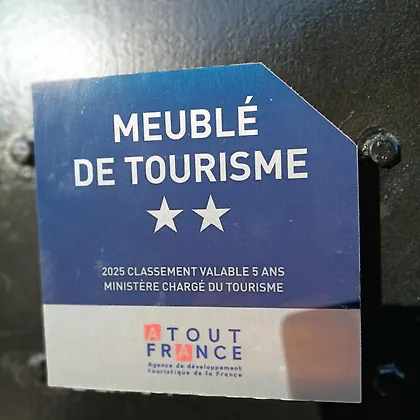 MEUBLÉ
DE TOURISME
★★
2025 CLASSEMENT VALABLE 5 ANS
MINISTÈRE CHARGÉ DU TOURISME
ATOUT
FRANCE
Agence de développement
touristique de la France